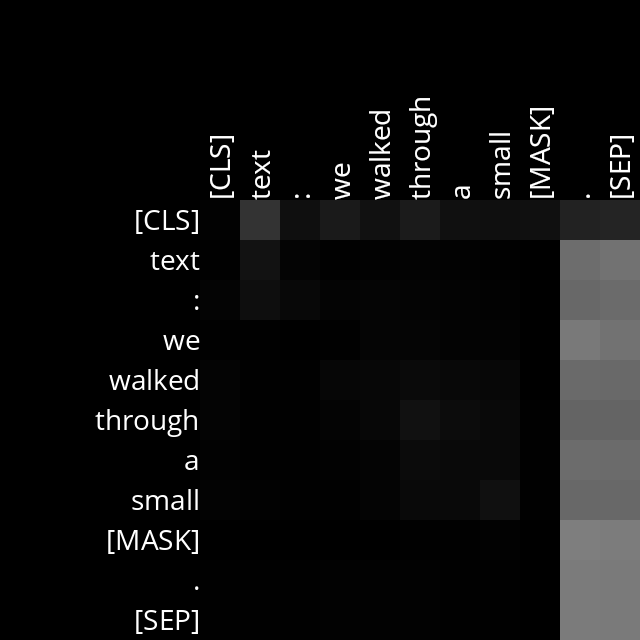 [CLS]
text
:
we
walked
through
a
small
[MASK]
.
[SEP]
[CLS]
text
:
we
walked
through
a
small
[MASK]
.
[SEP]